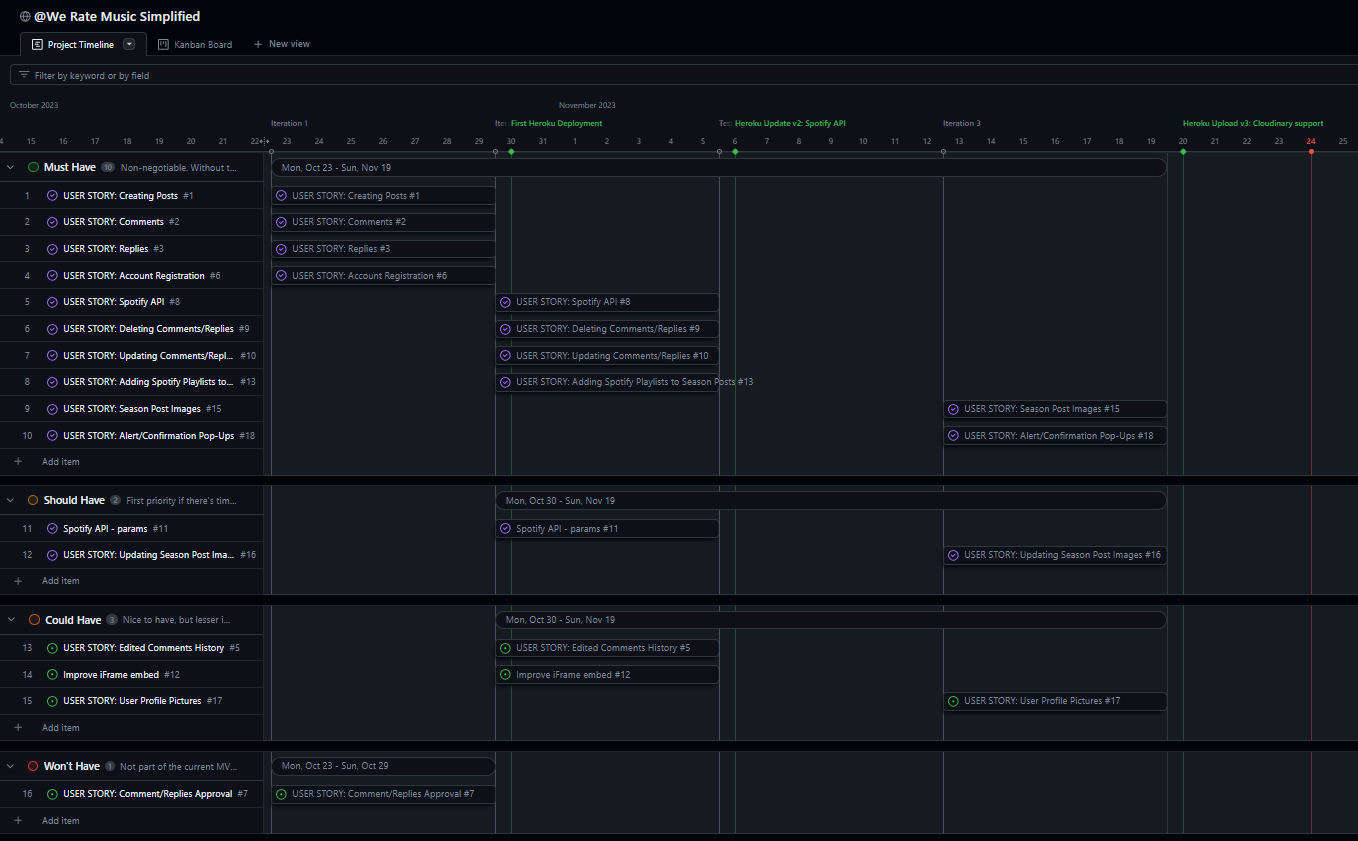 @We Rate Music Simplified
Project Timeline Kanban Board New view
Filter by keyword or by field
October 2023 November 2023
Iteration 1 Ite First Heroku Deployment Heroku Update v2: Spotify API Iteration 3 Heroku Upload v3: Cloudinary support
4 15 16 17 18 19 20 21 22 23 24 25 26 27 28 29 30 31 1 2 3 4 5 6 7 8 9 10 11 12 13 14 15 16 17 18 19 20 21 22 23 24 25
Must Have 10 Non-negotiable. Without t... Mon, Oct 23 - Sun, Nov 19
1 USER STORY: Creating Posts #1 USER STORY: Creating Posts #1
2 USER STORY: Comments #2 USER STORY: Comments #2
3 USER STORY: Replies #3 USER STORY: Replies #3
4 USER STORY: Account Registration #6 USER STORY: Account Registration #6
5 USER STORY: Spotify API #8 USER STORY: Spotify API #8
6 USER STORY: Deleting Comments/Replies #9 USER STORY: Deleting Comments/Replies #9
7 USER STORY: Updating Comments/Repl... #10 USER STORY: Updating Comments/Replies #10
8 USER STORY: Adding Spotify Playlists to... #13 USER STORY: Adding Spotify Playlists to Season Posts #13
9 USER STORY: Season Post Images #15 USER STORY: Season Post Images #15
10 USER STORY: Alert/Confirmation Pop-Ups #18 USER STORY: Alert/Confirmation Pop-Ups #18
Add item
Should Have 2 First priority if there's tim... Mon, Oct 30 - Sun, Nov 19
11 Spotify API - params #11 Spotify API - params #11
12 USER STORY: Updating Season Post Ima... #16 USER STORY: Updating Season Post Images #16
Add item
Could Have 3 Nice to have, but lesser i... Mon, Oct 30 - Sun, Nov 19
13 USER STORY: Edited Comments History #5 USER STORY: Edited Comments History #5
14 Improve iFrame embed #12 Improve iFrame embed #12
15 USER STORY: User Profile Pictures #17 USER STORY: User Profile Pictures #17
Add item
Won't Have 1 Not part of the current MV... Mon, Oct 23 - Sun, Oct 29
16 USER STORY: Comment/Replies Approval #7 USER STORY: Comment/Replies Approval #7
Add item